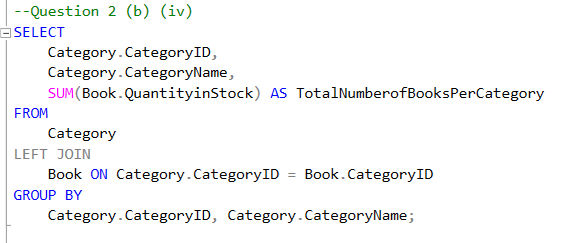 --Question 2 (b) (iv)
SELECT
Category.CategoryID,
Category.CategoryName,
SUM(Book.QuantityinStock) AS TotalNumberofBooksPerCategory
FROM
Category
LEFT JOIN
Book ON Category.CategoryID = Book.CategoryID
GROUP BY
Category.CategoryID, Category.CategoryName;